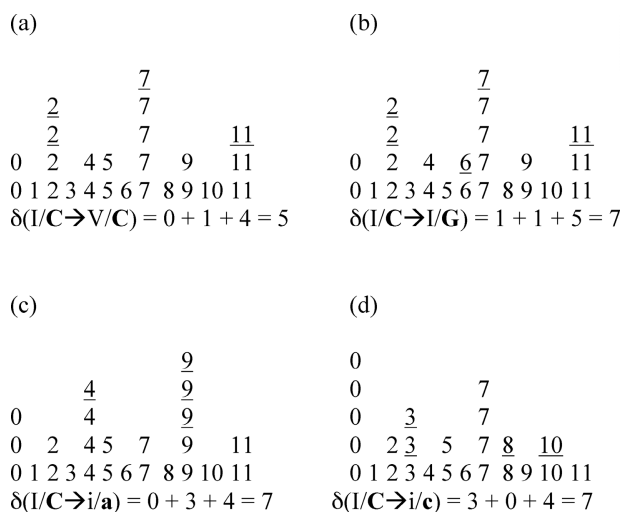 (a)
7
2 7
2 7 11
0 2 4 5 7 9 11
0 1 2 3 4 5 6 7 8 9 10 11
δ(I/C→V/C) = 0 + 1 + 4 = 5
(b)
7
2 7
2 7 11
0 2 4 6 7 9 11
0 1 2 3 4 5 6 7 8 9 10 11
δ(I/C→I/G) = 1 + 1 + 5 = 7
(c)
9
4 9
0 4 9
0 2 4 5 7 9 11
0 1 2 3 4 5 6 7 8 9 10 11
δ(I/C→i/a) = 0 + 3 + 4 = 7
(d)
0
0 7
0 3 7
0 2 3 5 7 8 10
0 1 2 3 4 5 6 7 8 9 10 11
δ(I/C→i/c) = 3 + 0 + 4 = 7